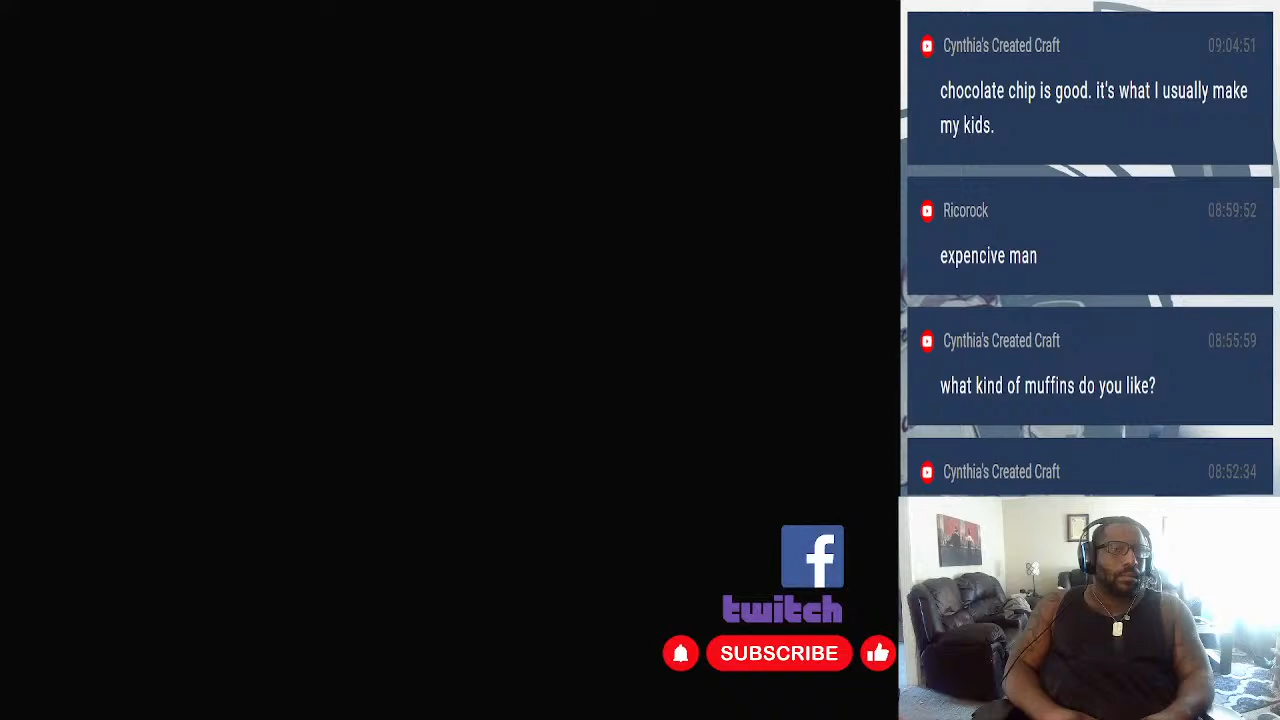 Cynthia's Created Craft 09:04:51
chocolate chip is good. it's what I usually make
my kids.
Ricorock 08:59:52
expencive man
Cynthia's Created Craft 08:55:59
what kind of muffins do you like?
Cynthia's Created Craft 08:52:34
f
twitch
SUBSCRIBE